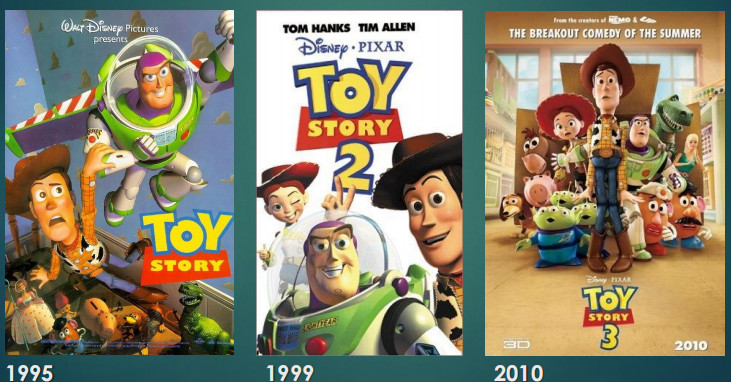 WALT DISNEY Pictures
presents
TOY
STORY
1995
TOM HANKS TIM ALLEN
DISNEY · PIXAR
TOY
STORY
2
LIGHTYEAR
1999
From the creators of NEMO &
THE BREAKOUT COMEDY OF THE SUMMER
DISNEY · PIXAR
TOY
STORY
3
3D
2010
2010